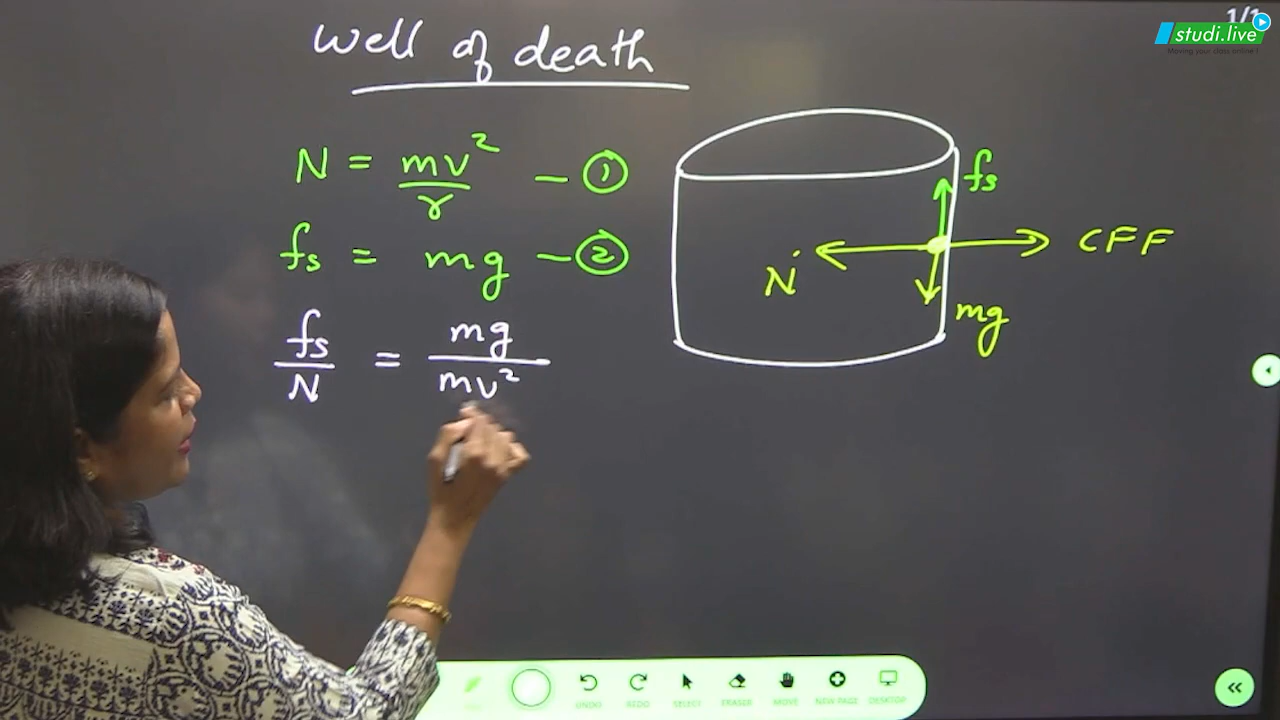 1/1
studi.live
Moving your class online !
Well of death
N = mv² / r — ①
fs = mg — ②
fs / N = mg / mv²
fs
N
CFF
mg
UNDO
REDO
SELECT
ERASER
MOVE
NEW PAGE
DESKTOP